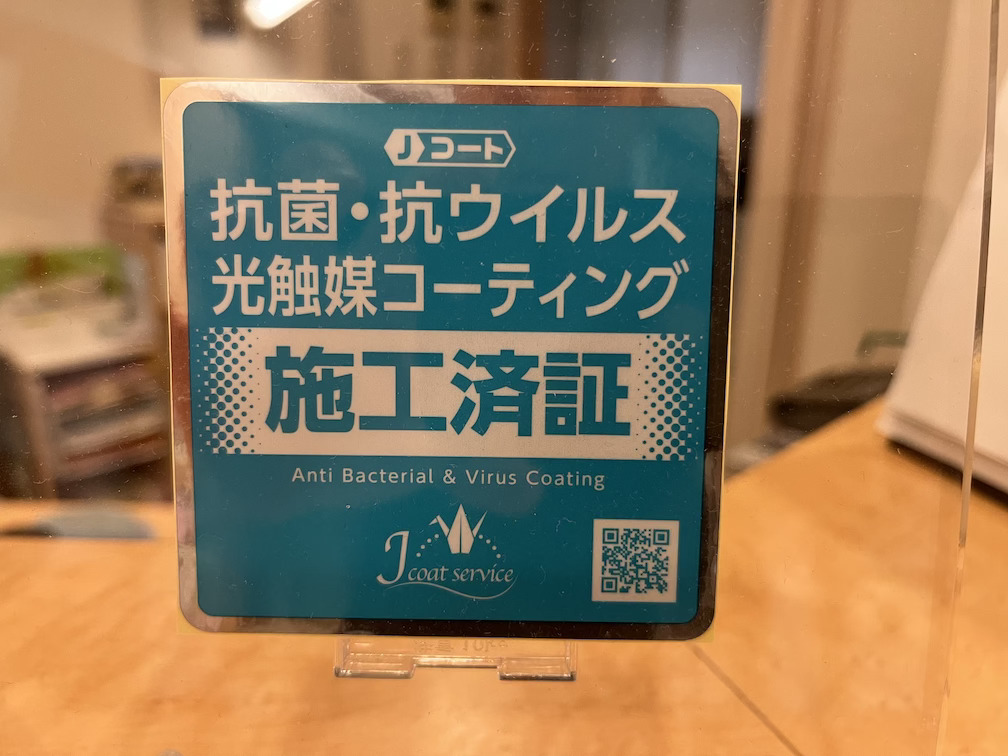 Jコート
抗菌・抗ウイルス
光触媒コーティング
施工済証
Anti Bacterial & Virus Coating
J coat service